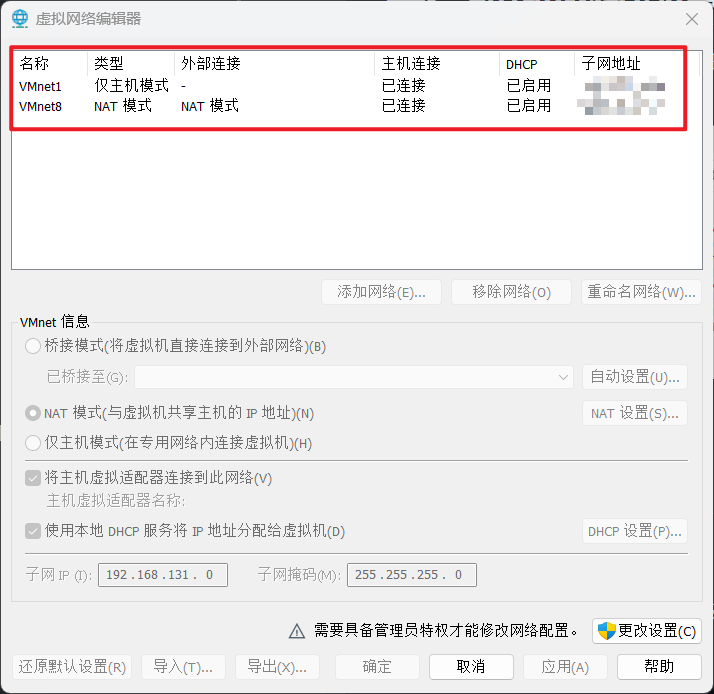 虚拟网络编辑器
名称 类型 外部连接 主机连接 DHCP 子网地址
VMnet1 仅主机模式 - 已连接 已启用
VMnet8 NAT 模式 NAT 模式 已连接 已启用
添加网络(E)... 移除网络(O) 重命名网络(W)...
VMnet 信息
桥接模式(将虚拟机直接连接到外部网络)(B)
已桥接至(G): 自动设置(U)...
NAT 模式(与虚拟机共享主机的 IP 地址)(N) NAT 设置(S)...
仅主机模式(在专用网络内连接虚拟机)(H)
将主机虚拟适配器连接到此网络(V)
主机虚拟适配器名称:
使用本地 DHCP 服务将 IP 地址分配给虚拟机(D) DHCP 设置(P)...
子网 IP (I): 192.168.131. 0 子网掩码(M): 255.255.255. 0
需要具备管理员特权才能修改网络配置。 更改设置(C)
还原默认设置(R) 导入(T)... 导出(X)... 确定 取消 应用(A) 帮助